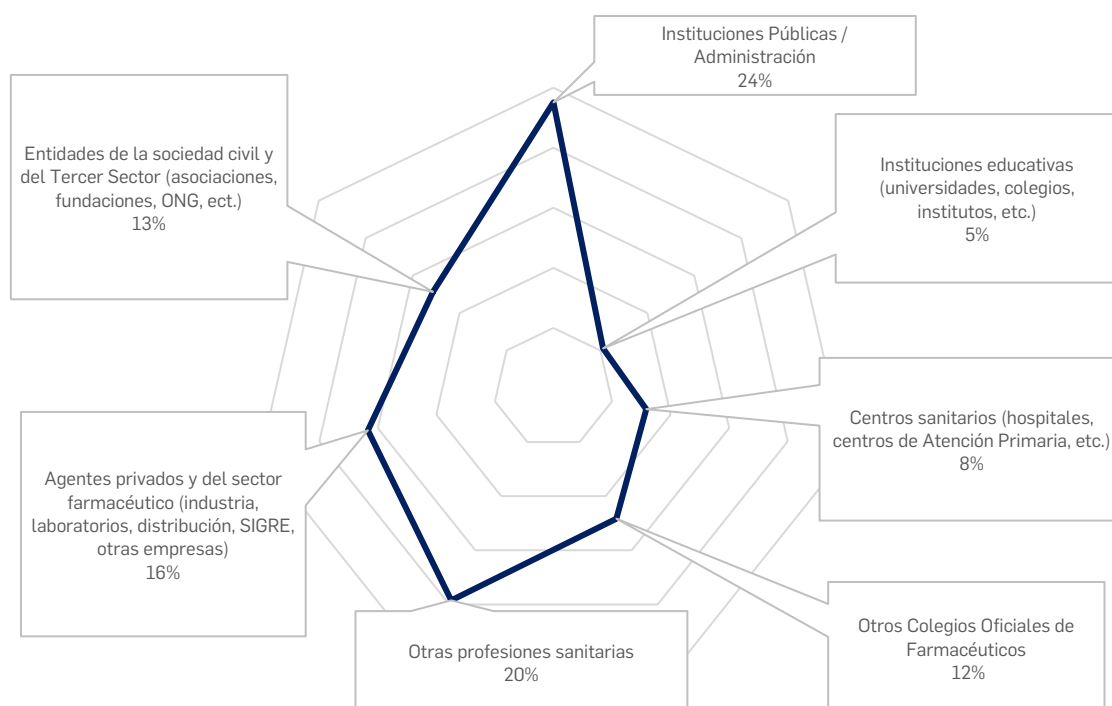 Instituciones Públicas /
Administración
24%
Instituciones educativas
(universidades, colegios,
institutos, etc.)
5%
Centros sanitarios (hospitales,
centros de Atención Primaria, etc.)
8%
Otros Colegios Oficiales de
Farmacéuticos
12%
Otras profesiones sanitarias
20%
Agentes privados y del sector
farmacéutico (industria,
laboratorios, distribución, SIGRE,
otras empresas)
16%
Entidades de la sociedad civil y
del Tercer Sector (asociaciones,
fundaciones, ONG, ect.)
13%